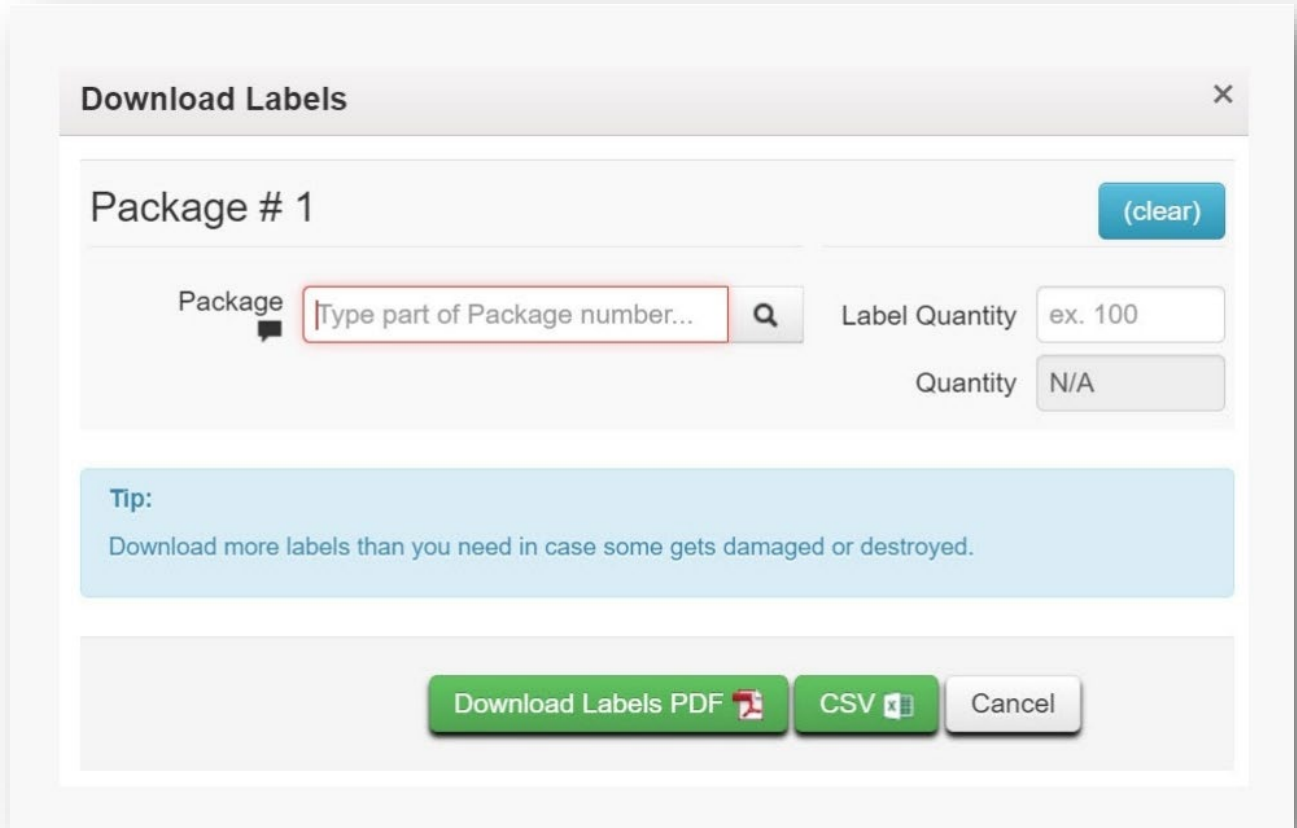 Download Labels ×
Package # 1 (clear)
Package Type part of Package number... Label Quantity ex. 100
Quantity N/A
Tip:
Download more labels than you need in case some gets damaged or destroyed.
Download Labels PDF CSV Cancel